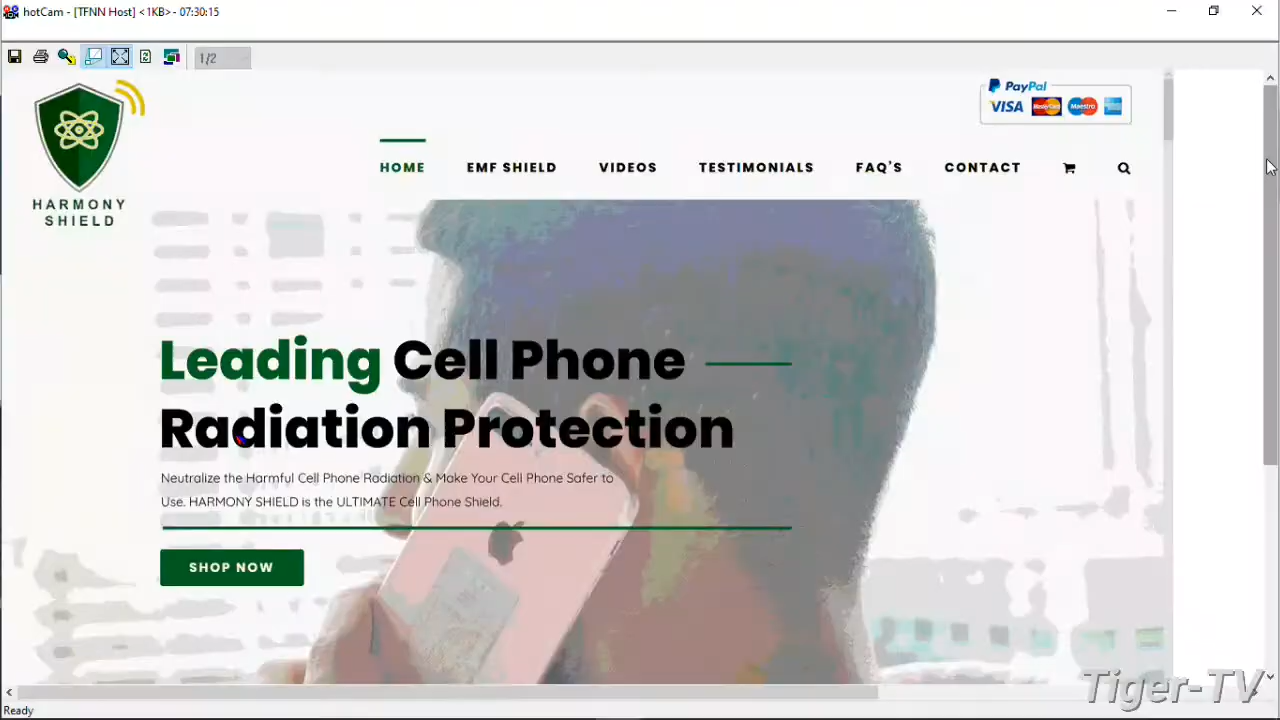 hotCam - [TFNN Host] <1KB> - 07:30:15
1/2
PayPal
VISA MasterCard Maestro
HARMONY
SHIELD
HOME EMF SHIELD VIDEOS TESTIMONIALS FAQ'S CONTACT
Leading Cell Phone
Radiation Protection
Neutralize the Harmful Cell Phone Radiation & Make Your Cell Phone Safer to
Use. HARMONY SHIELD is the ULTIMATE Cell Phone Shield.
SHOP NOW
Tiger-TV
Ready